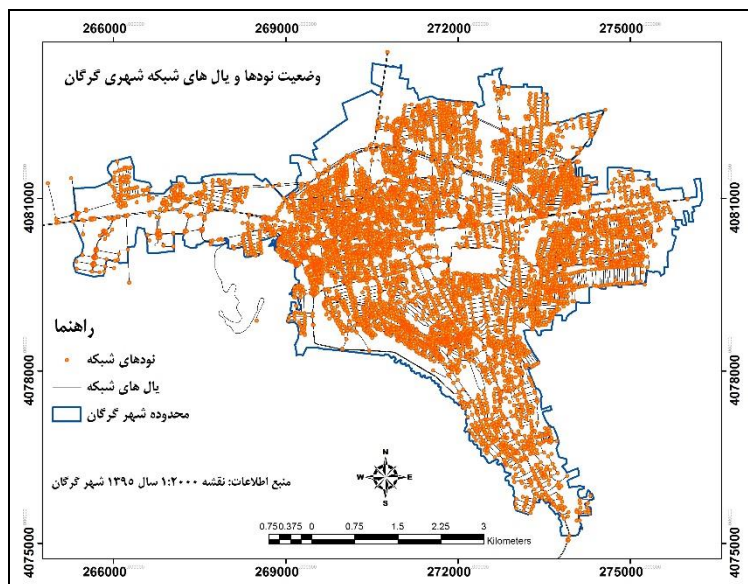 266000 269000 272000 275000
وضعیت نودها و یال های شبکه شهری گرگان
4081000 4081000
راهنما
نودهای شبکه
یال های شبکه
محدوده شهر گرگان
4078000 4078000
منبع اطلاعات: نقشه ۱:۲۰۰۰ سال ۱۳۹۵ شهر گرگان
N
W E
S
0.75 0.375 0 0.75 1.5 2.25 3
Kilometers
4075000 4075000
266000 269000 272000 275000